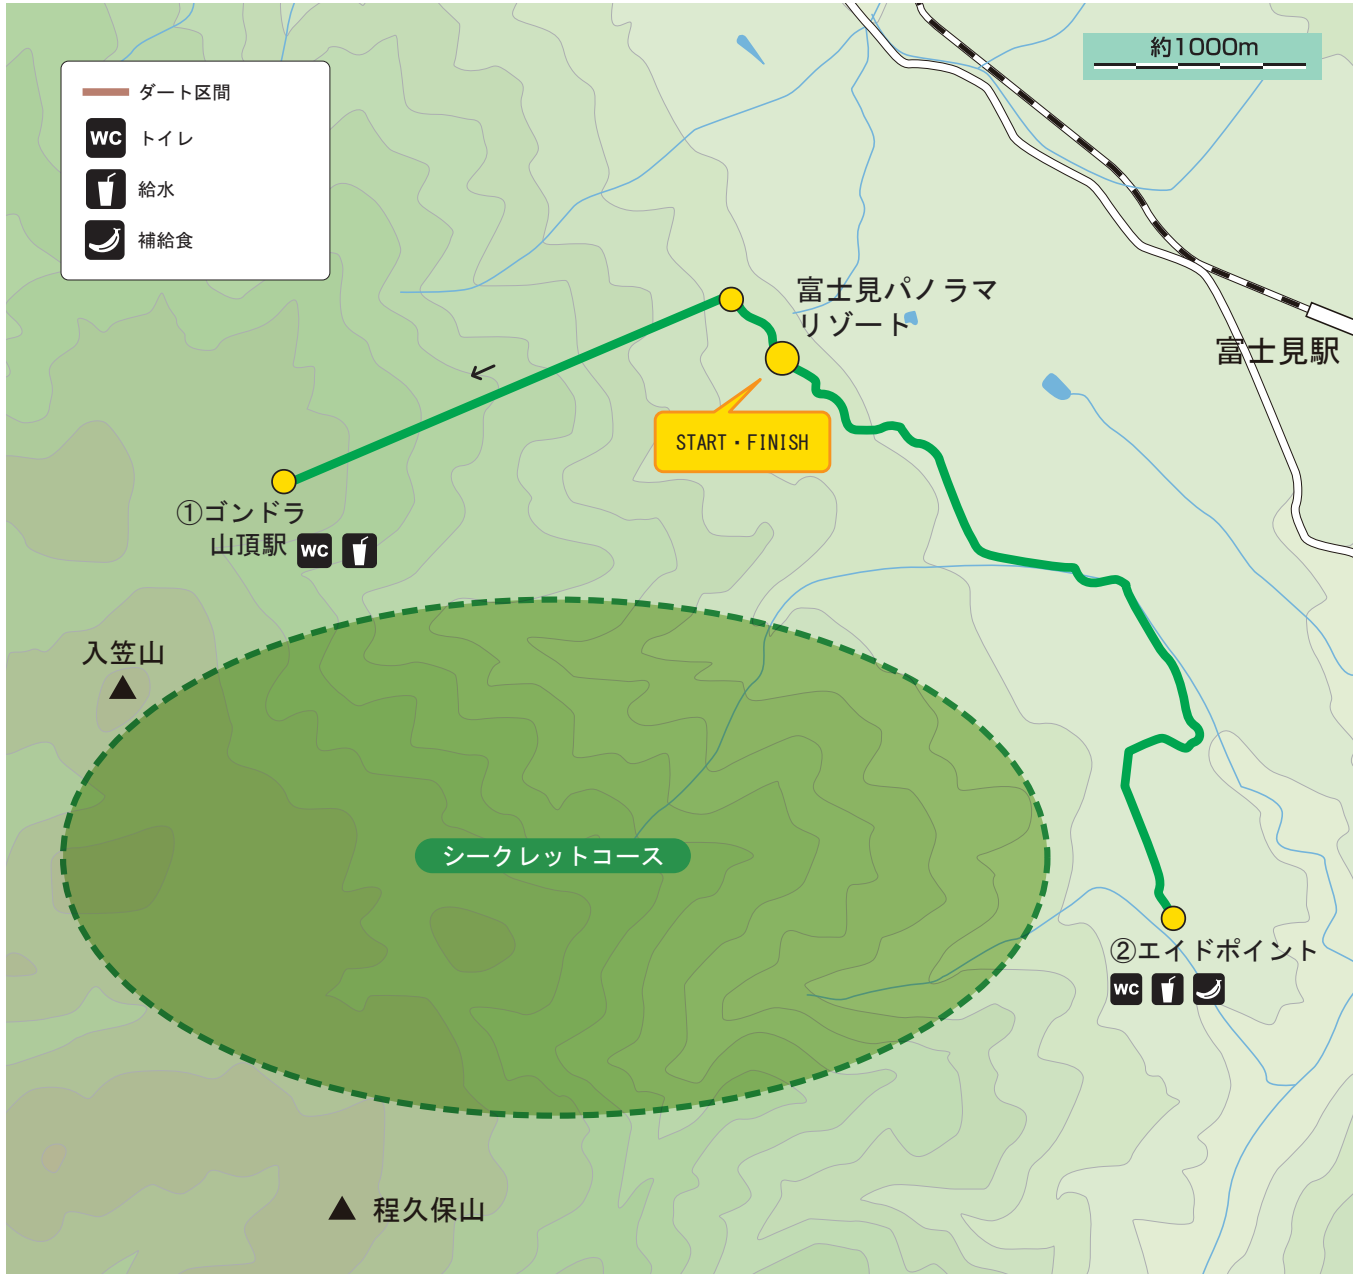 約1000m
ダート区間
WC トイレ
給水
補給食
富士見パノラマ
リゾート
富士見駅
START・FINISH
①ゴンドラ
山頂駅 WC
入笠山
シークレットコース
②エイドポイント
WC
程久保山